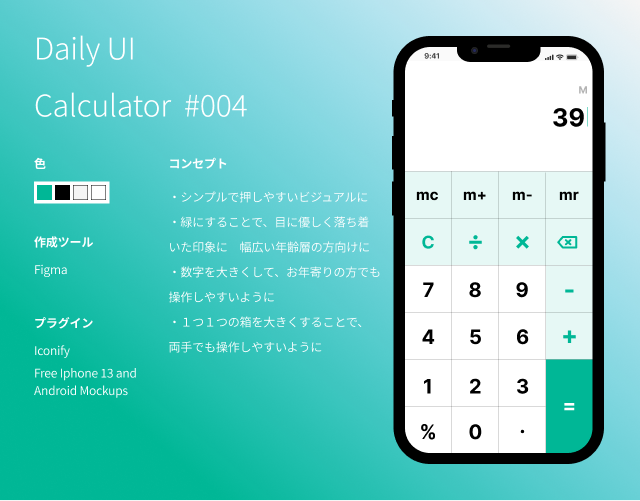 Daily UI
Calculator #004
色
作成ツール
Figma
プラグイン
Iconify
Free Iphone 13 and
Android Mockups
コンセプト
・シンプルで押しやすいビジュアルに
・緑にすることで、目に優しく落ち着
いた印象に　幅広い年齢層の方向けに
・数字を大きくして、お年寄りの方でも
操作しやすいように
・１つ１つの箱を大きくすることで、
両手でも操作しやすいように
9:41
M
39
mc m+ m- mr
C ÷ ×
7 8 9 -
4 5 6 +
1 2 3
=
% 0 ·